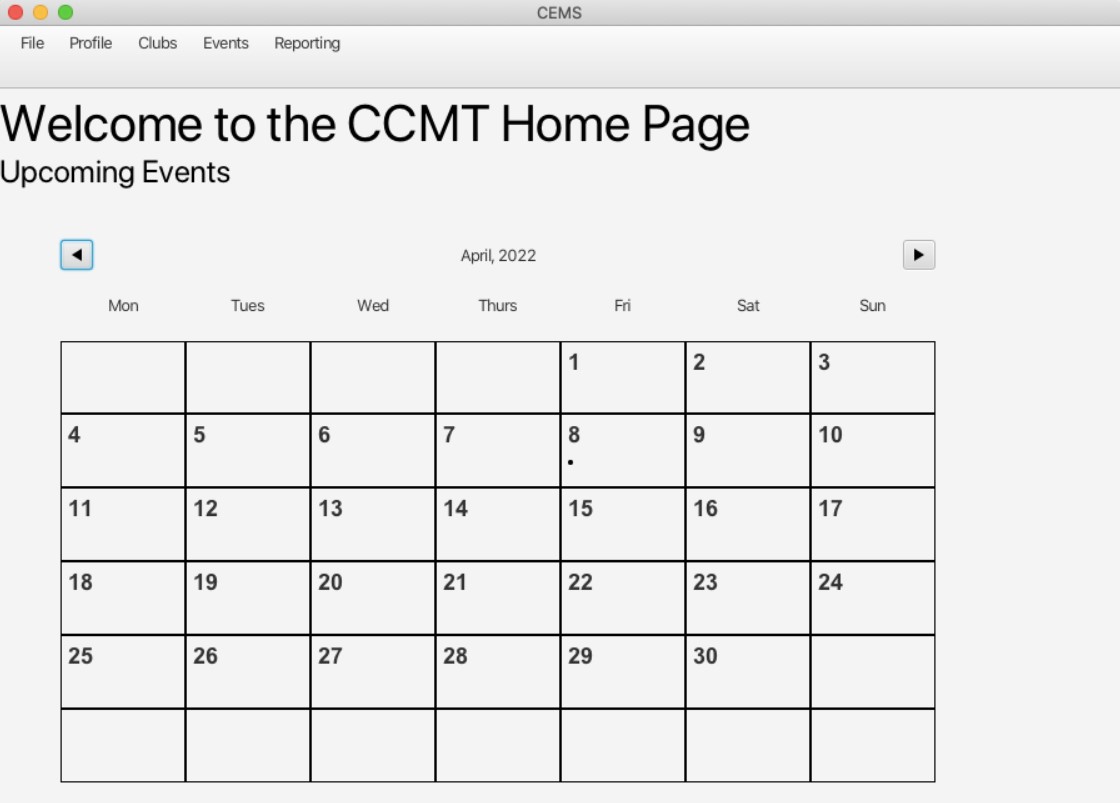 CEMS
File Profile Clubs Events Reporting
Welcome to the CCMT Home Page
Upcoming Events
April, 2022
Mon Tues Wed Thurs Fri Sat Sun
1 2 3
4 5 6 7 8 9 10
11 12 13 14 15 16 17
18 19 20 21 22 23 24
25 26 27 28 29 30